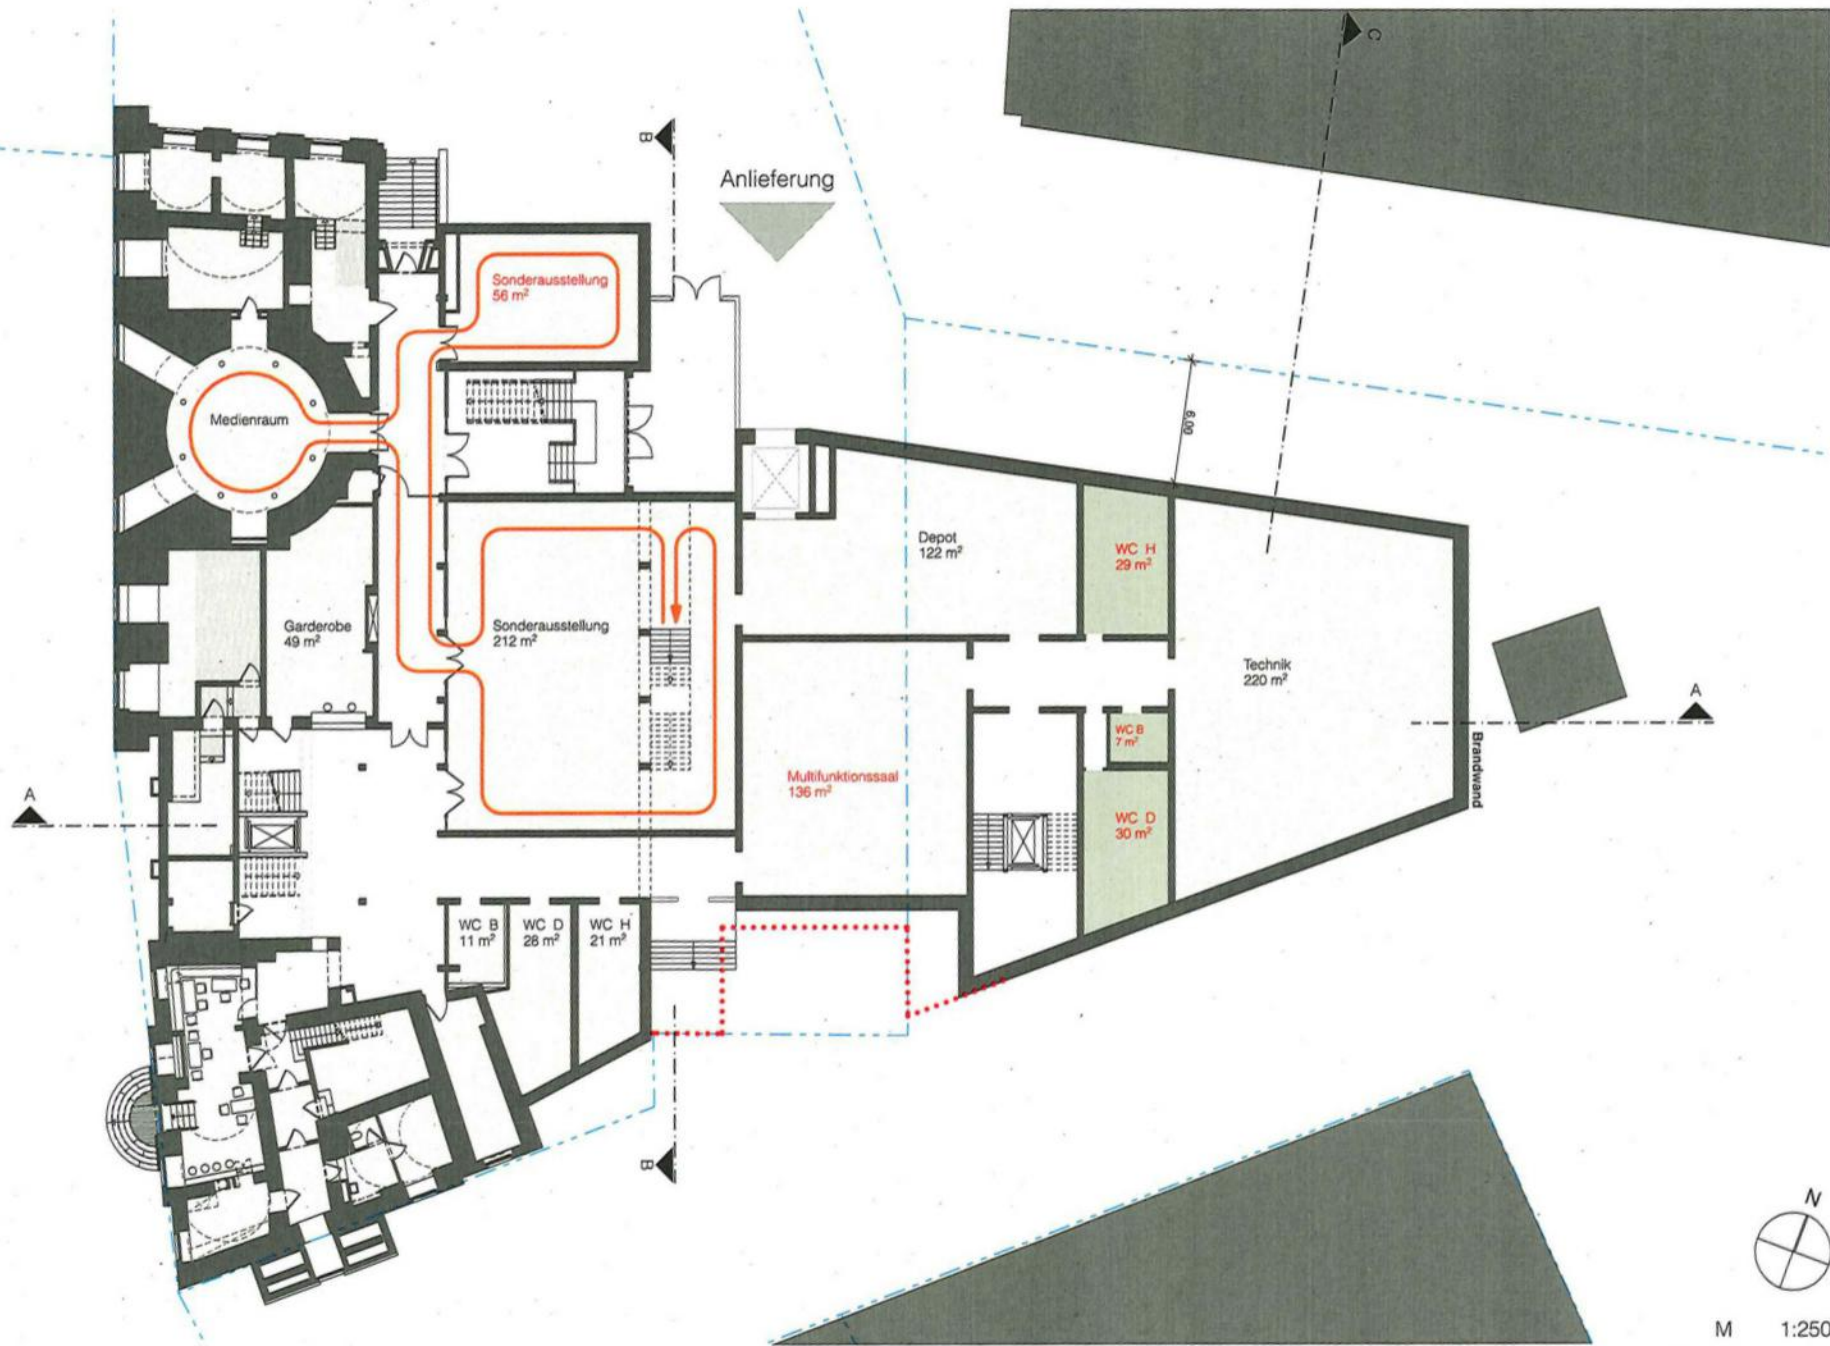 C
B
Anlieferung
Sonderausstellung
56 m²
Medienraum
6,00
Depot
122 m²
WC H
29 m²
Garderobe
49 m²
Sonderausstellung
212 m²
Technik
220 m²
A
WC B
7 m²
Brandwand
Multifunktionssaal
136 m²
A
WC D
30 m²
WC B
11 m²
WC D
28 m²
WC H
21 m²
B
N
M 1:250